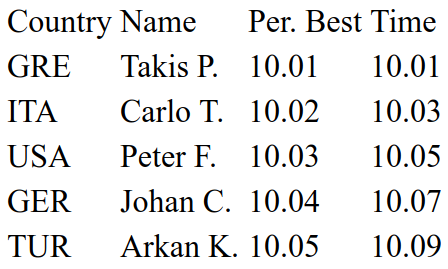 Country Name Per. Best Time
GRE Takis P. 10.01 10.01
ITA Carlo T. 10.02 10.03
USA Peter F. 10.03 10.05
GER Johan C. 10.04 10.07
TUR Arkan K. 10.05 10.09